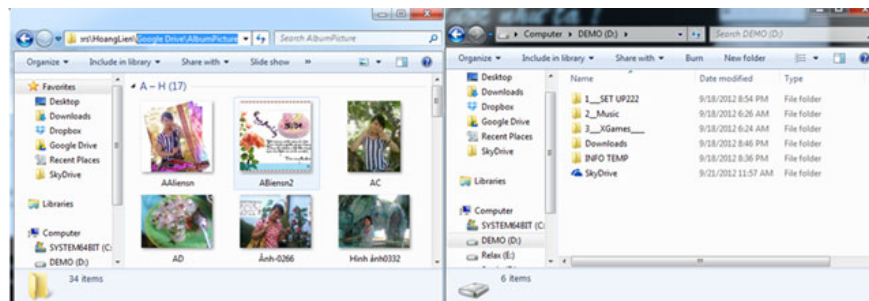 ers\HoangLien\Google Drive\AlbumPicture
Search AlbumPicture
Organize
Include in library
Share with
Slide show
»
Favorites
Desktop
Downloads
Dropbox
Google Drive
Recent Places
SkyDrive
Libraries
Computer
SYSTEM64BIT (C:
DEMO (D:)
A – H (17)
AAliensn
ABiensn2
AC
AD
Ảnh-0266
Hình ảnh0332
34 items
Computer
DEMO (D:)
Search DEMO (D:)
Organize
Include in library
Share with
Burn
New folder
Desktop
Downloads
Dropbox
Google Drive
Recent Places
SkyDrive
Libraries
Computer
SYSTEM64BIT (C:
DEMO (D:)
Relax (E:)
Name Date modified Type
1__SET UP222 9/18/2012 8:54 PM File folder
2_Music 9/18/2012 6:26 AM File folder
3__XGames___ 9/18/2012 6:24 AM File folder
Downloads 9/18/2012 8:46 PM File folder
INFO TEMP 9/18/2012 8:36 PM File folder
SkyDrive 9/21/2012 11:57 AM File folder
6 items